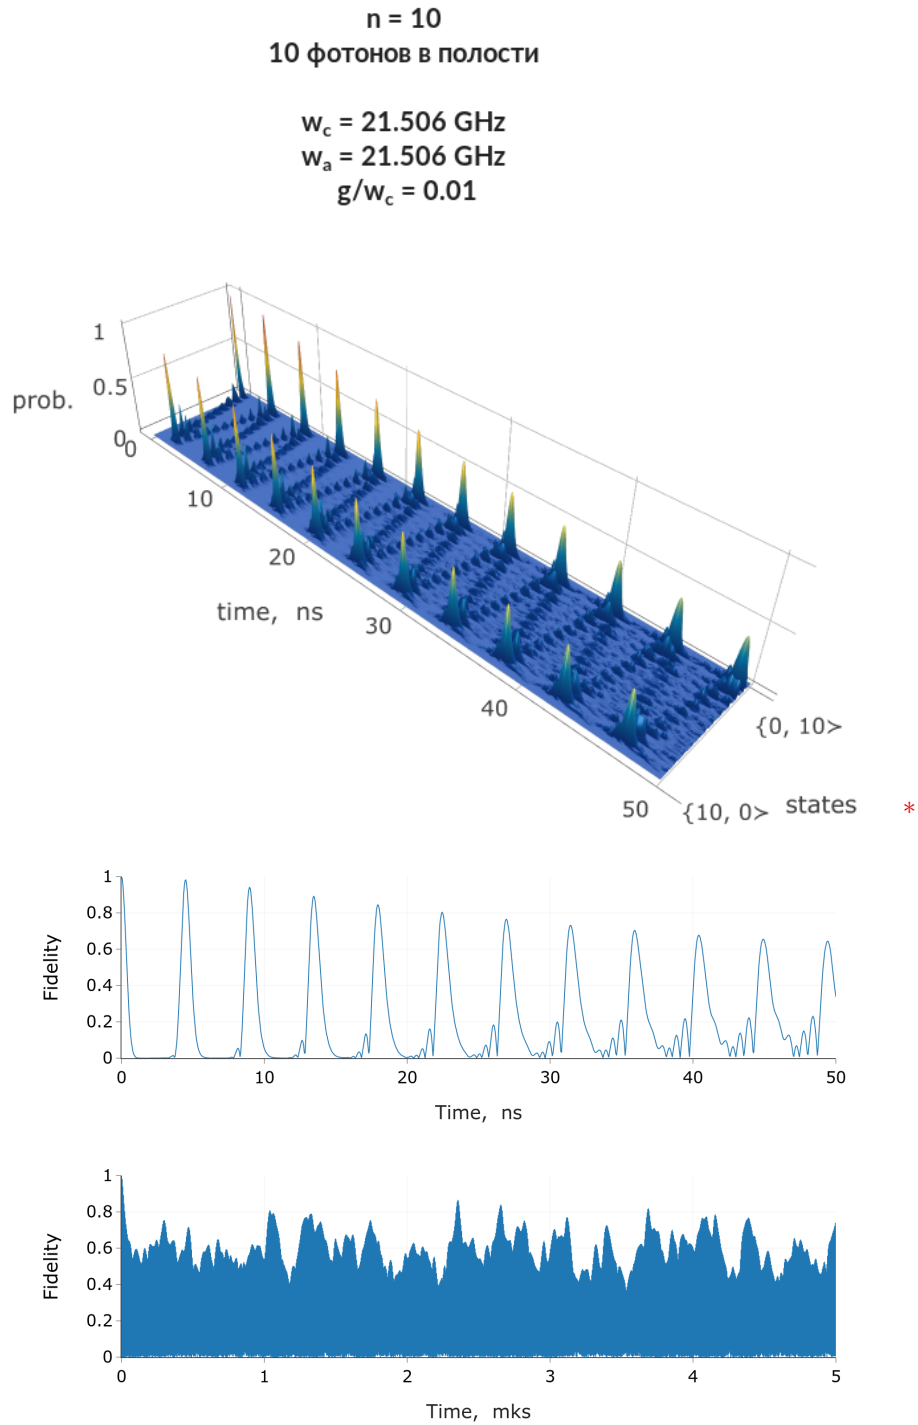 n = 10
10 фотонов в полости
w_c = 21.506 GHz
w_a = 21.506 GHz
g/w_c = 0.01
1
0.5
prob.
0
0
10
20
time, ns
30
40
{0, 10≻
50
{10, 0≻
states
*
1
0.8
0.6
0.4
0.2
0
Fidelity
0 10 20 30 40 50
Time, ns
1
0.8
0.6
0.4
0.2
0
Fidelity
0 1 2 3 4 5
Time, mks